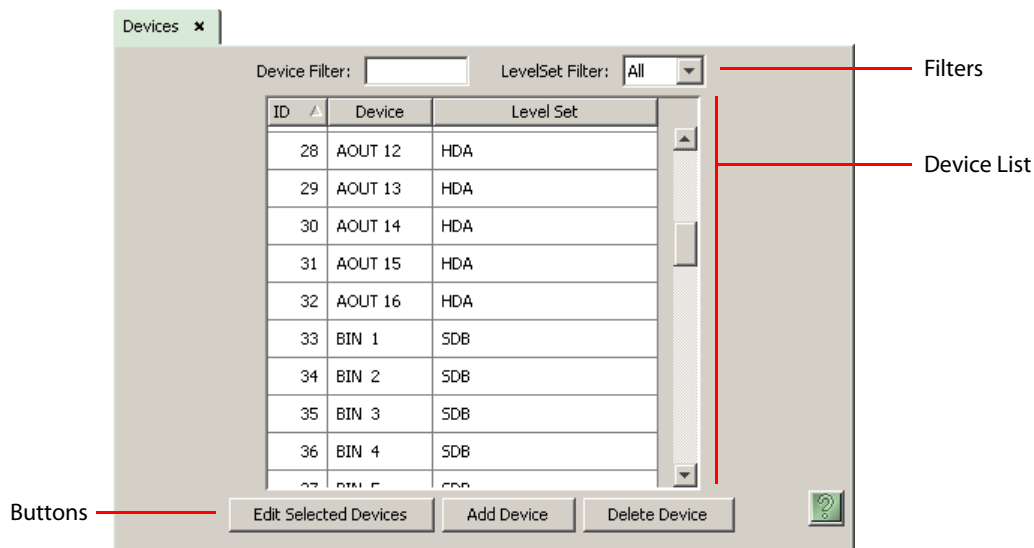 Devices ×
Device Filter: LevelSet Filter: All
Filters
ID Device Level Set
28 AOUT 12 HDA
29 AOUT 13 HDA
30 AOUT 14 HDA
31 AOUT 15 HDA
32 AOUT 16 HDA
33 BIN 1 SDB
34 BIN 2 SDB
35 BIN 3 SDB
36 BIN 4 SDB
Device List
Buttons
Edit Selected Devices Add Device Delete Device
?